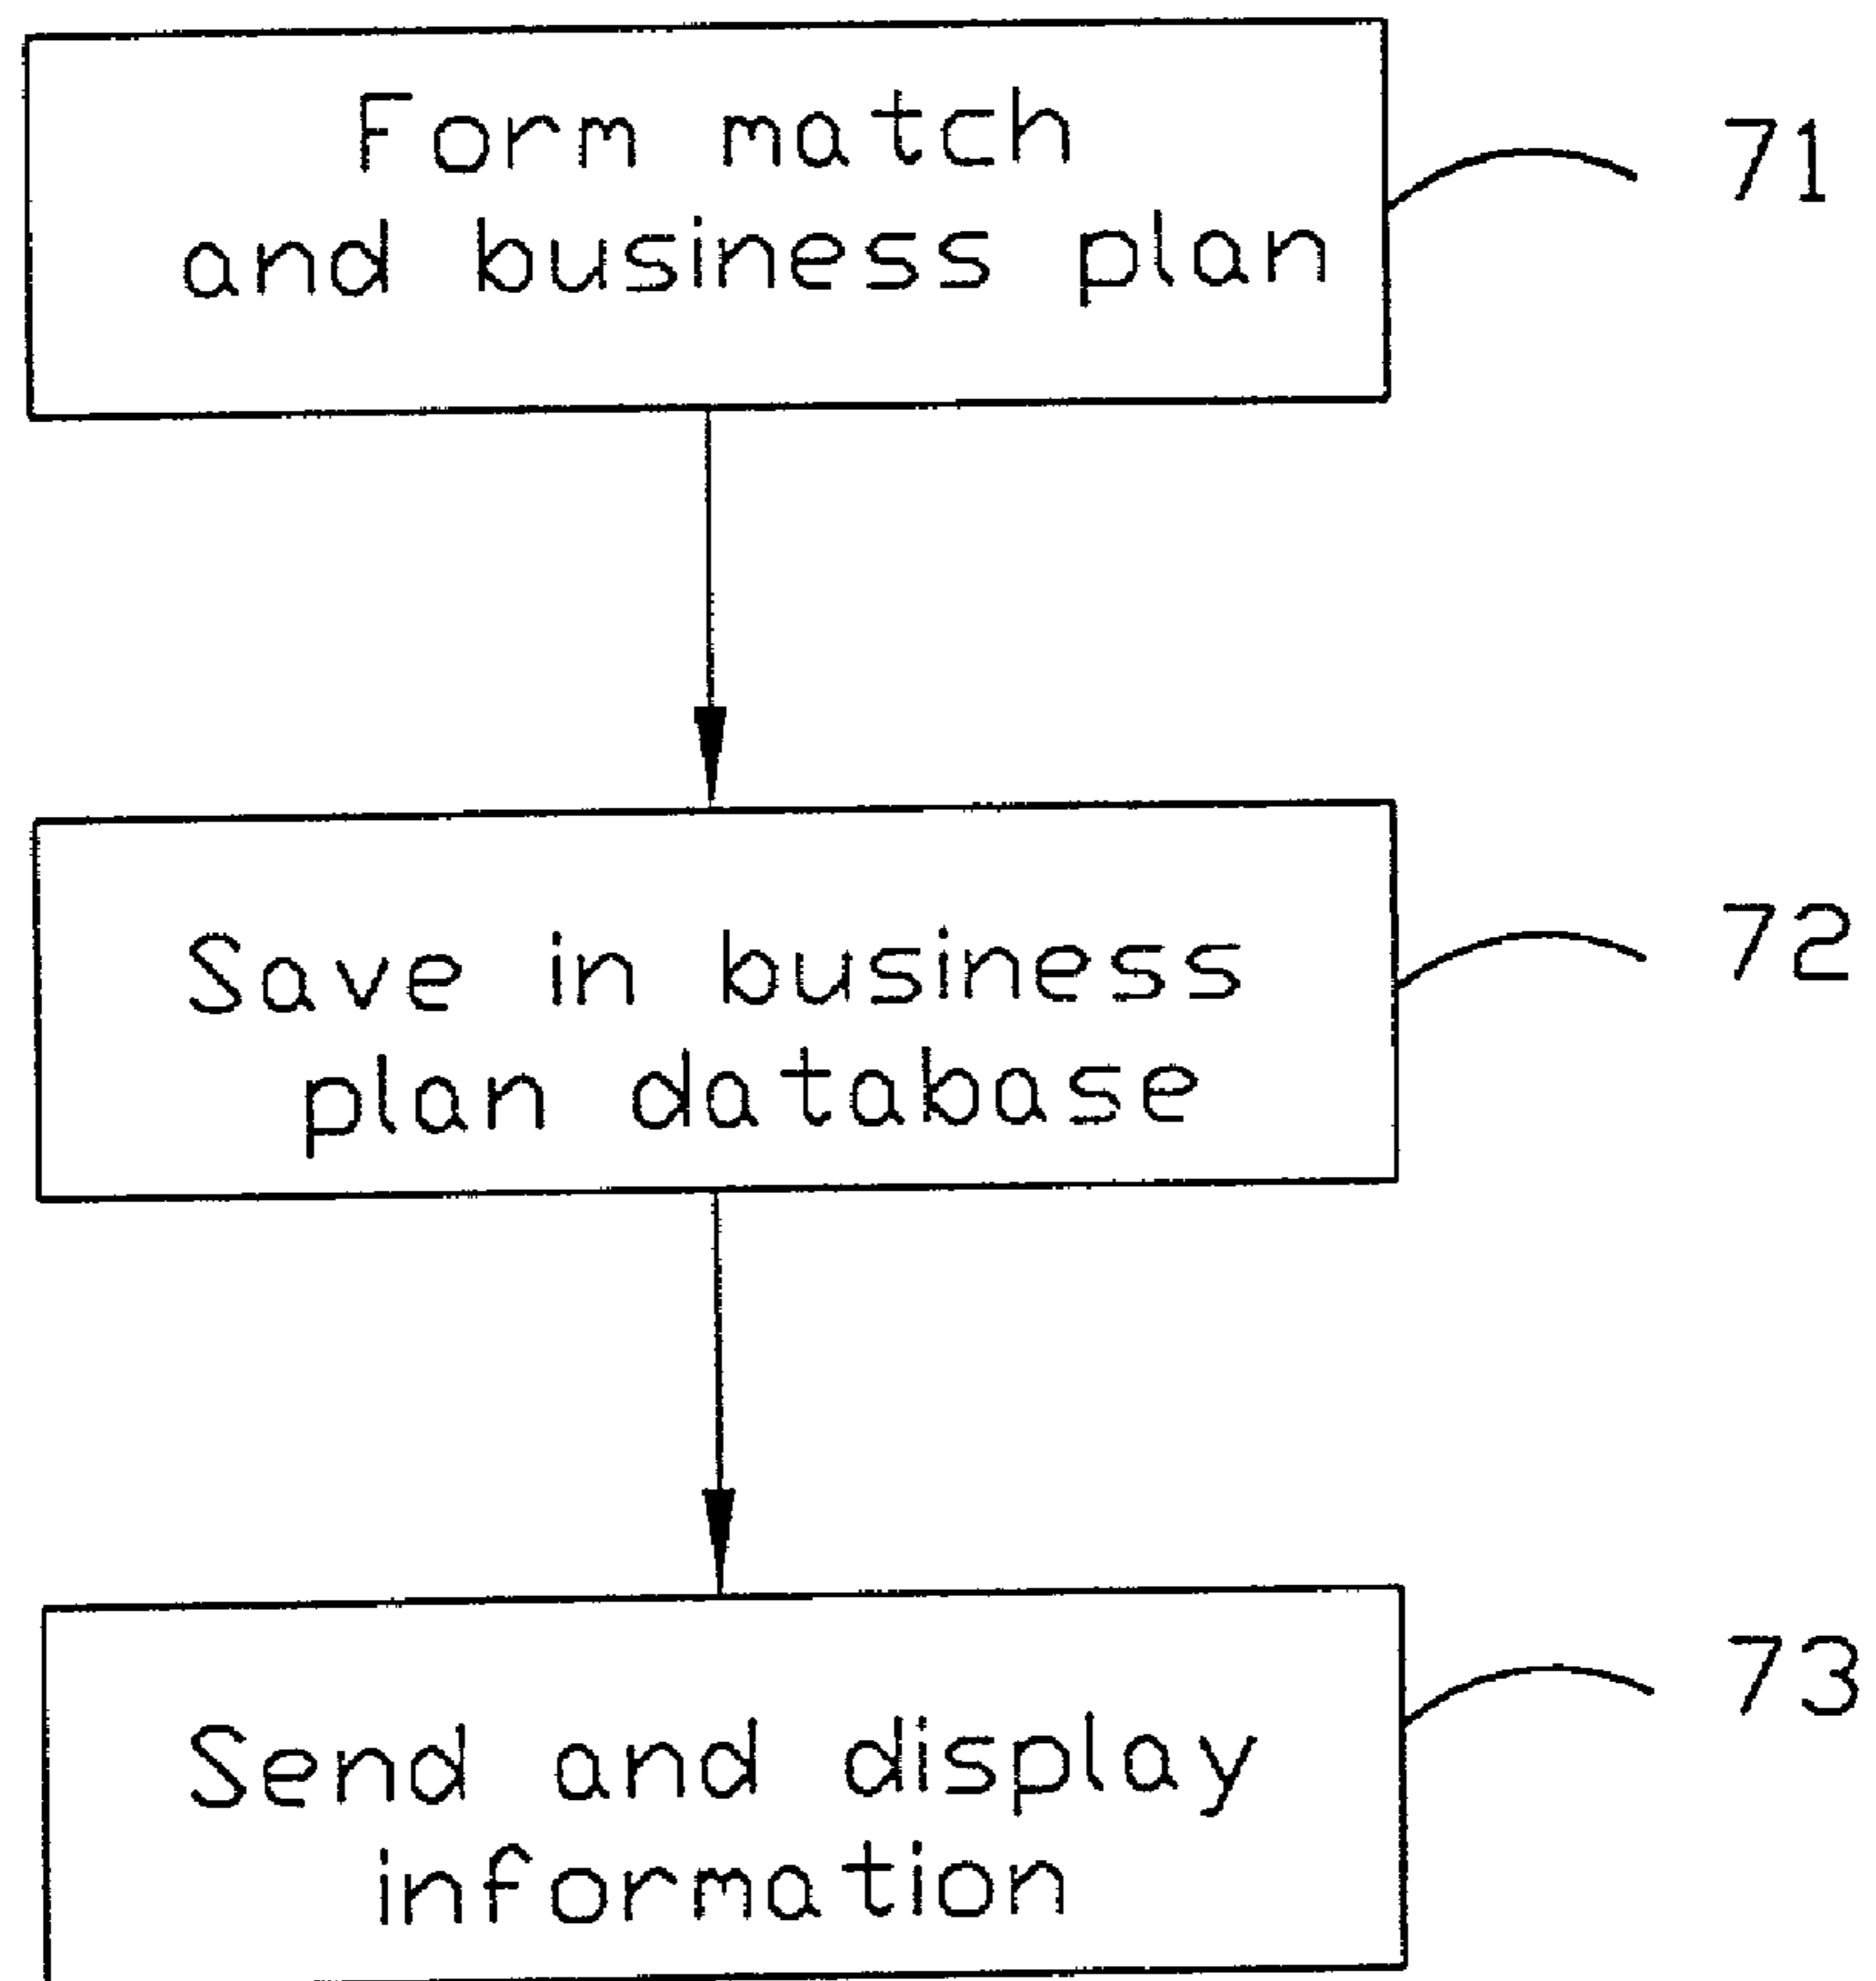 Form match
and business plan
71
Save in business
plan database
72
Send and display
information
73